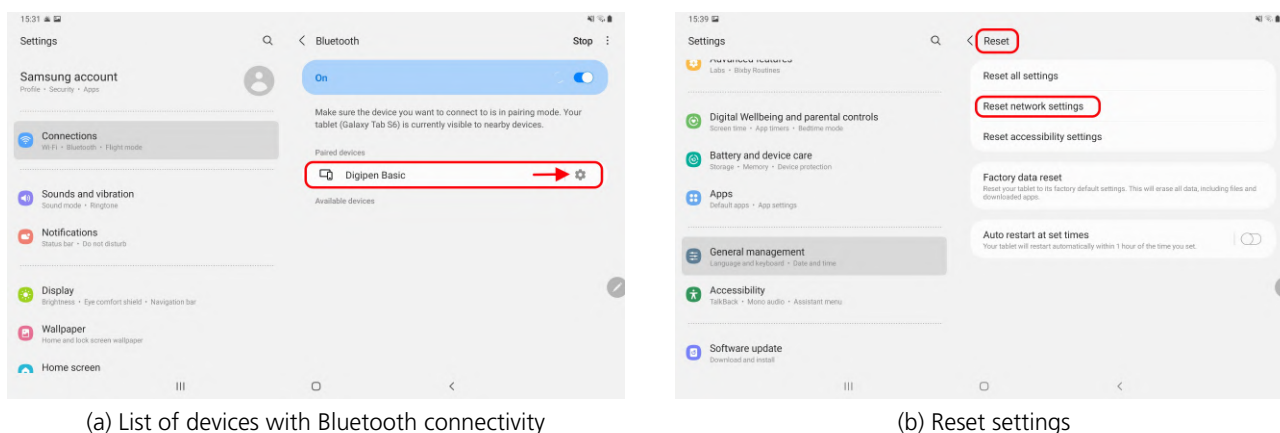 15:31
Settings
Samsung account
Profile • Security • Apps
Connections
Wi-Fi • Bluetooth • Flight mode
Sounds and vibration
Sound mode • Ringtone
Notifications
Status bar • Do not disturb
Display
Brightness • Eye comfort shield • Navigation bar
Wallpaper
Home and lock screen wallpaper
Home screen
Bluetooth
Stop
On
Make sure the device you want to connect to is in pairing mode. Your
tablet (Galaxy Tab S6) is currently visible to nearby devices.
Paired devices
Digipen Basic
Available devices
(a) List of devices with Bluetooth connectivity
15:39
Settings
Advanced features
Labs • Bixby Routines
Digital Wellbeing and parental controls
Screen time • App timers • Bedtime mode
Battery and device care
Storage • Memory • Device protection
Apps
Default apps • App settings
General management
Language and keyboard • Date and time
Accessibility
TalkBack • Mono audio • Assistant menu
Software update
Download and install
Reset
Reset all settings
Reset network settings
Reset accessibility settings
Factory data reset
Reset your tablet to its factory default settings. This will erase all data, including files and
downloaded apps.
Auto restart at set times
Your tablet will restart automatically within 1 hour of the time you set.
(b) Reset settings